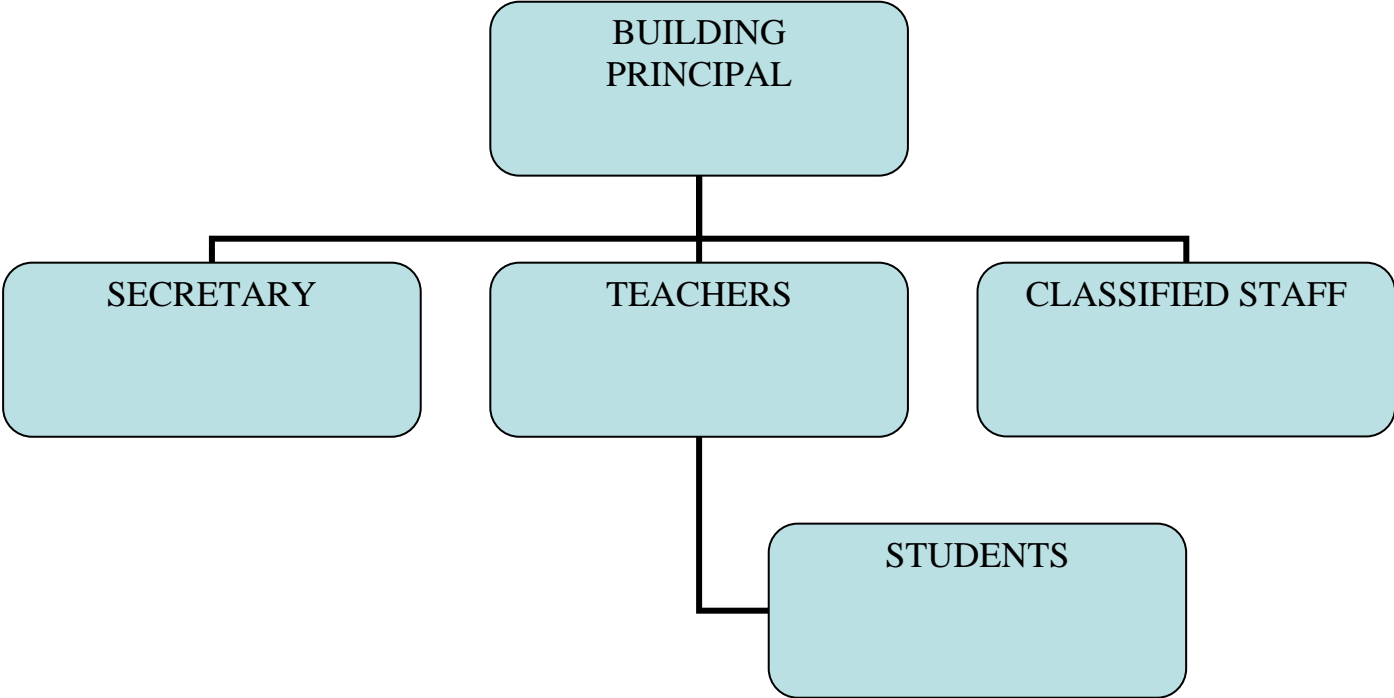 BUILDING
PRINCIPAL
SECRETARY
TEACHERS
CLASSIFIED STAFF
STUDENTS